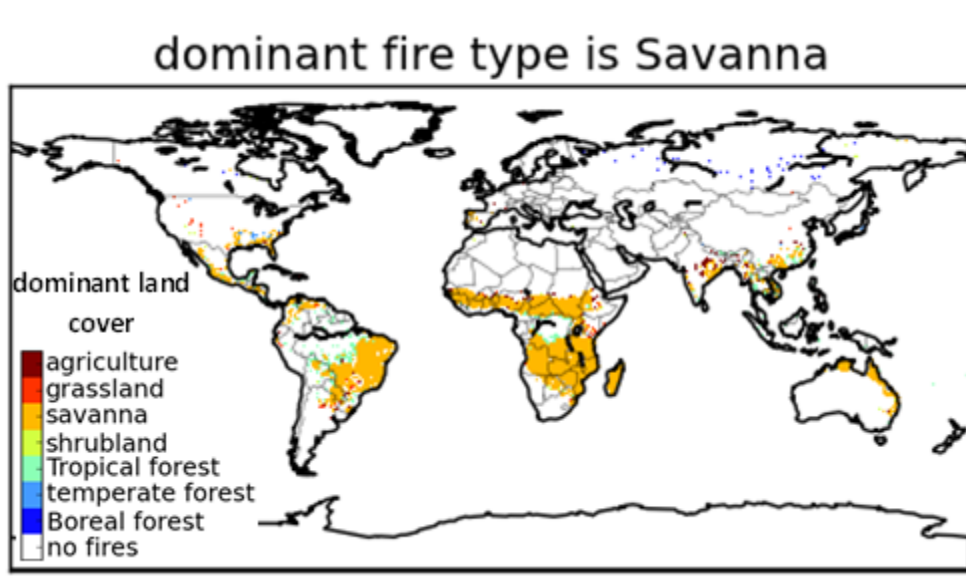 dominant fire type is Savanna
dominant land
cover
agriculture
grassland
savanna
shrubland
Tropical forest
temperate forest
Boreal forest
no fires